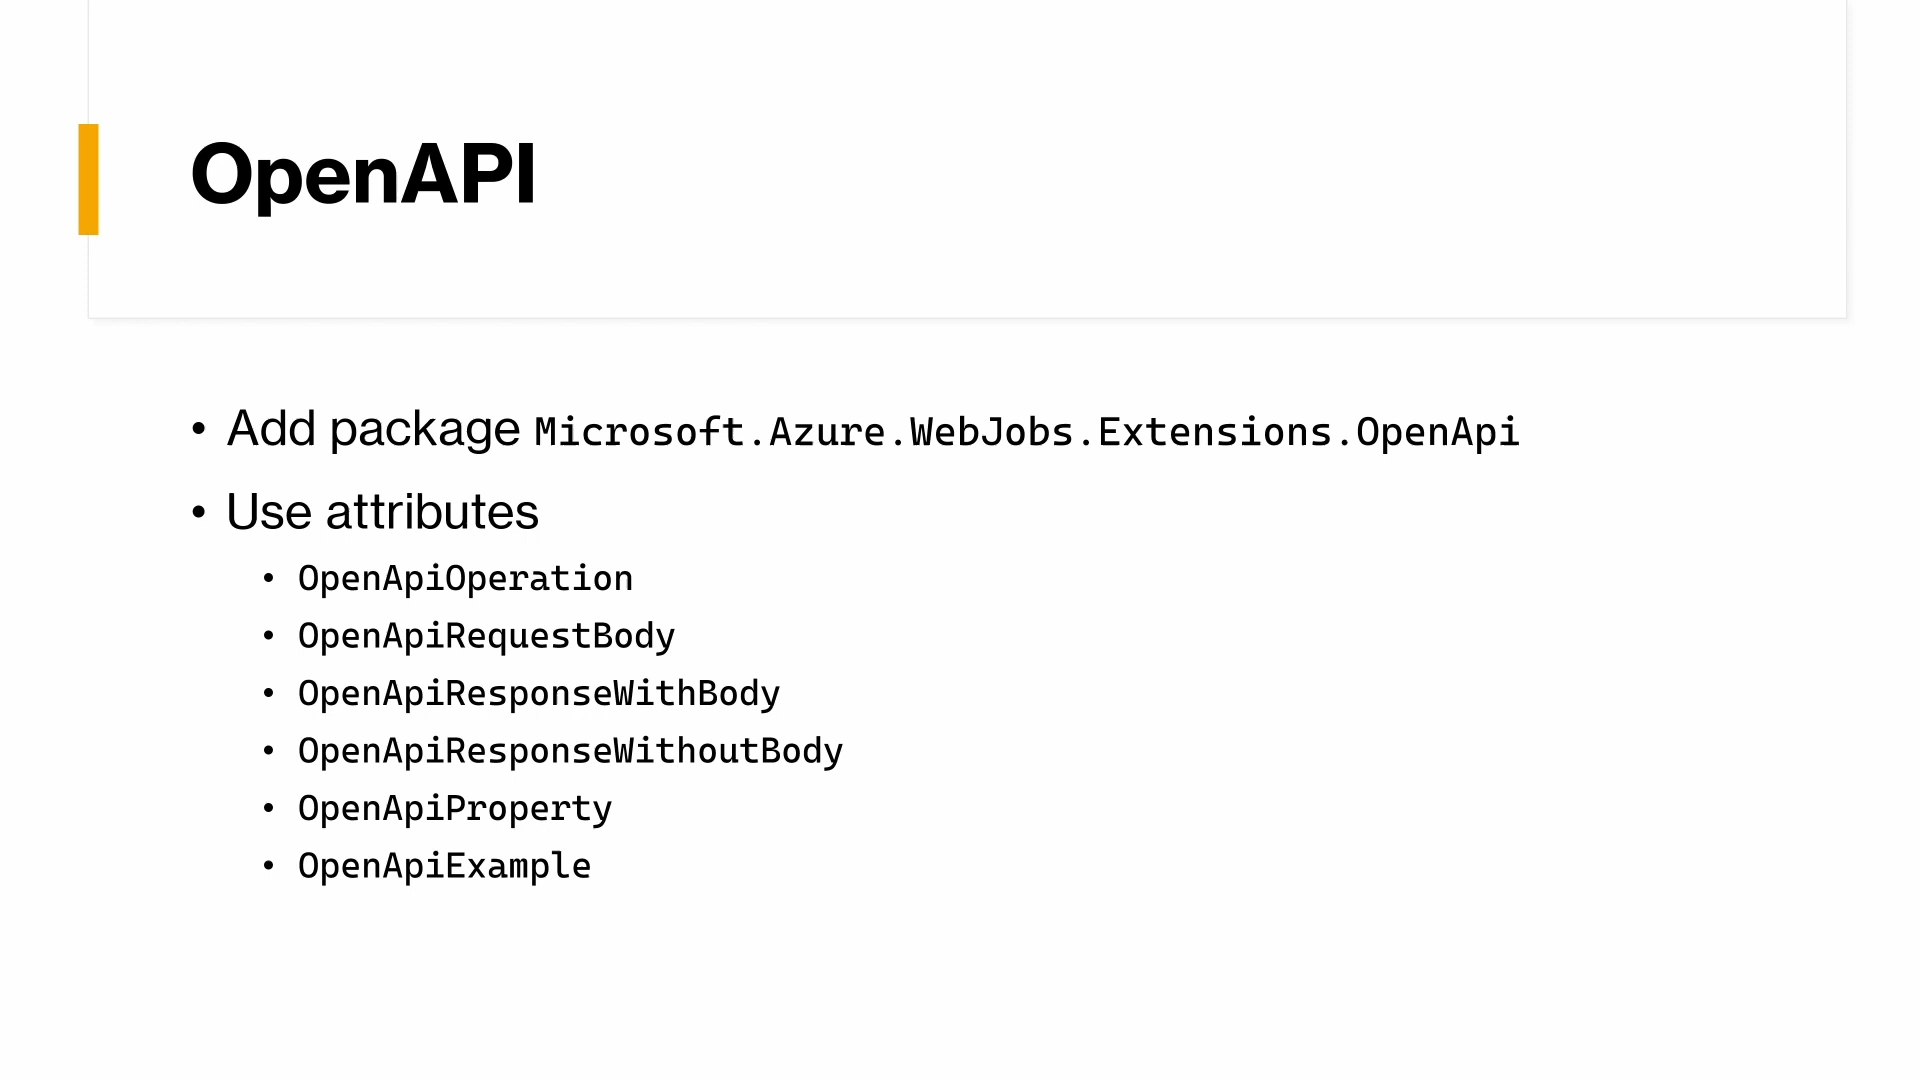 OpenAPI
• Add package Microsoft.Azure.WebJobs.Extensions.OpenApi
• Use attributes
• OpenApiOperation
• OpenApiRequestBody
• OpenApiResponseWithBody
• OpenApiResponseWithoutBody
• OpenApiProperty
• OpenApiExample